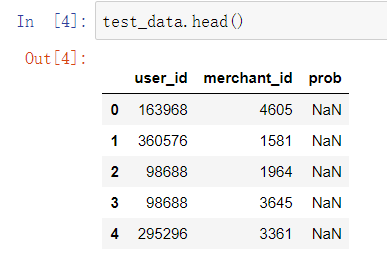 In [4]: test_data.head()
Out[4]:
user_id merchant_id prob
0 163968 4605 NaN
1 360576 1581 NaN
2 98688 1964 NaN
3 98688 3645 NaN
4 295296 3361 NaN